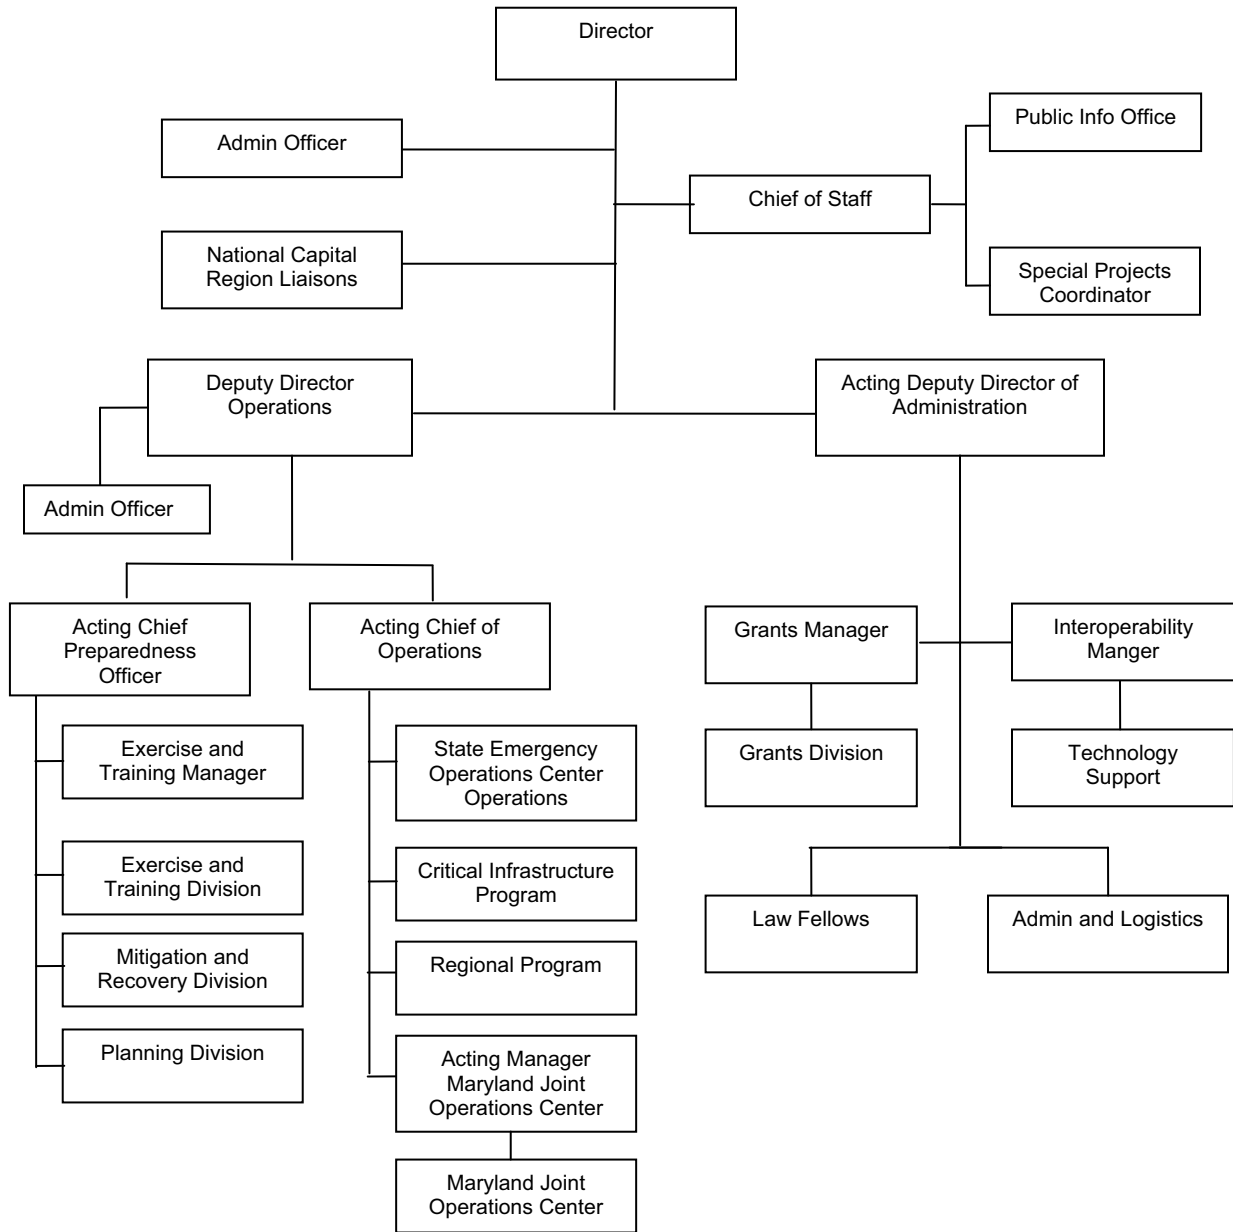 Director
Public Info Office
Admin Officer
Chief of Staff
National Capital
Region Liaisons
Special Projects
Coordinator
Deputy Director
Operations
Acting Deputy Director of
Administration
Admin Officer
Acting Chief
Preparedness
Officer
Acting Chief of
Operations
Grants Manager
Interoperability
Manger
Exercise and
Training Manager
State Emergency
Operations Center
Operations
Grants Division
Technology
Support
Exercise and
Training Division
Critical Infrastructure
Program
Law Fellows
Admin and Logistics
Mitigation and
Recovery Division
Regional Program
Planning Division
Acting Manager
Maryland Joint
Operations Center
Maryland Joint
Operations Center